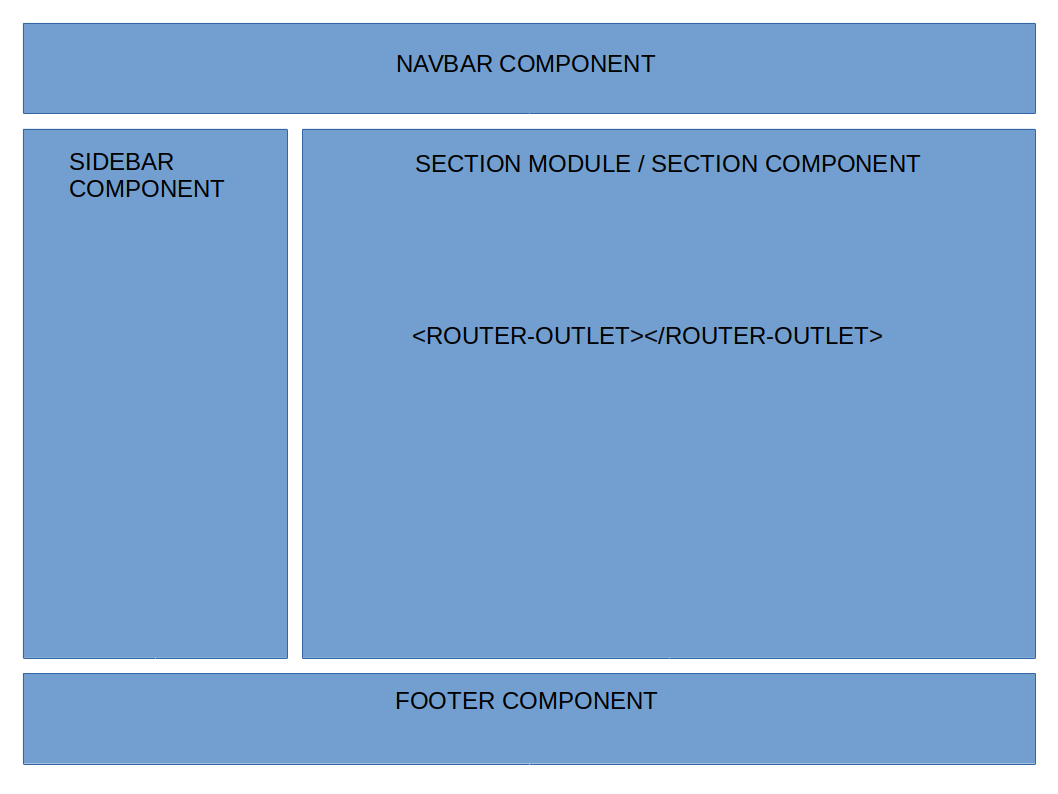 NAVBAR COMPONENT
SIDEBAR
COMPONENT
SECTION MODULE / SECTION COMPONENT
<ROUTER-OUTLET></ROUTER-OUTLET>
FOOTER COMPONENT